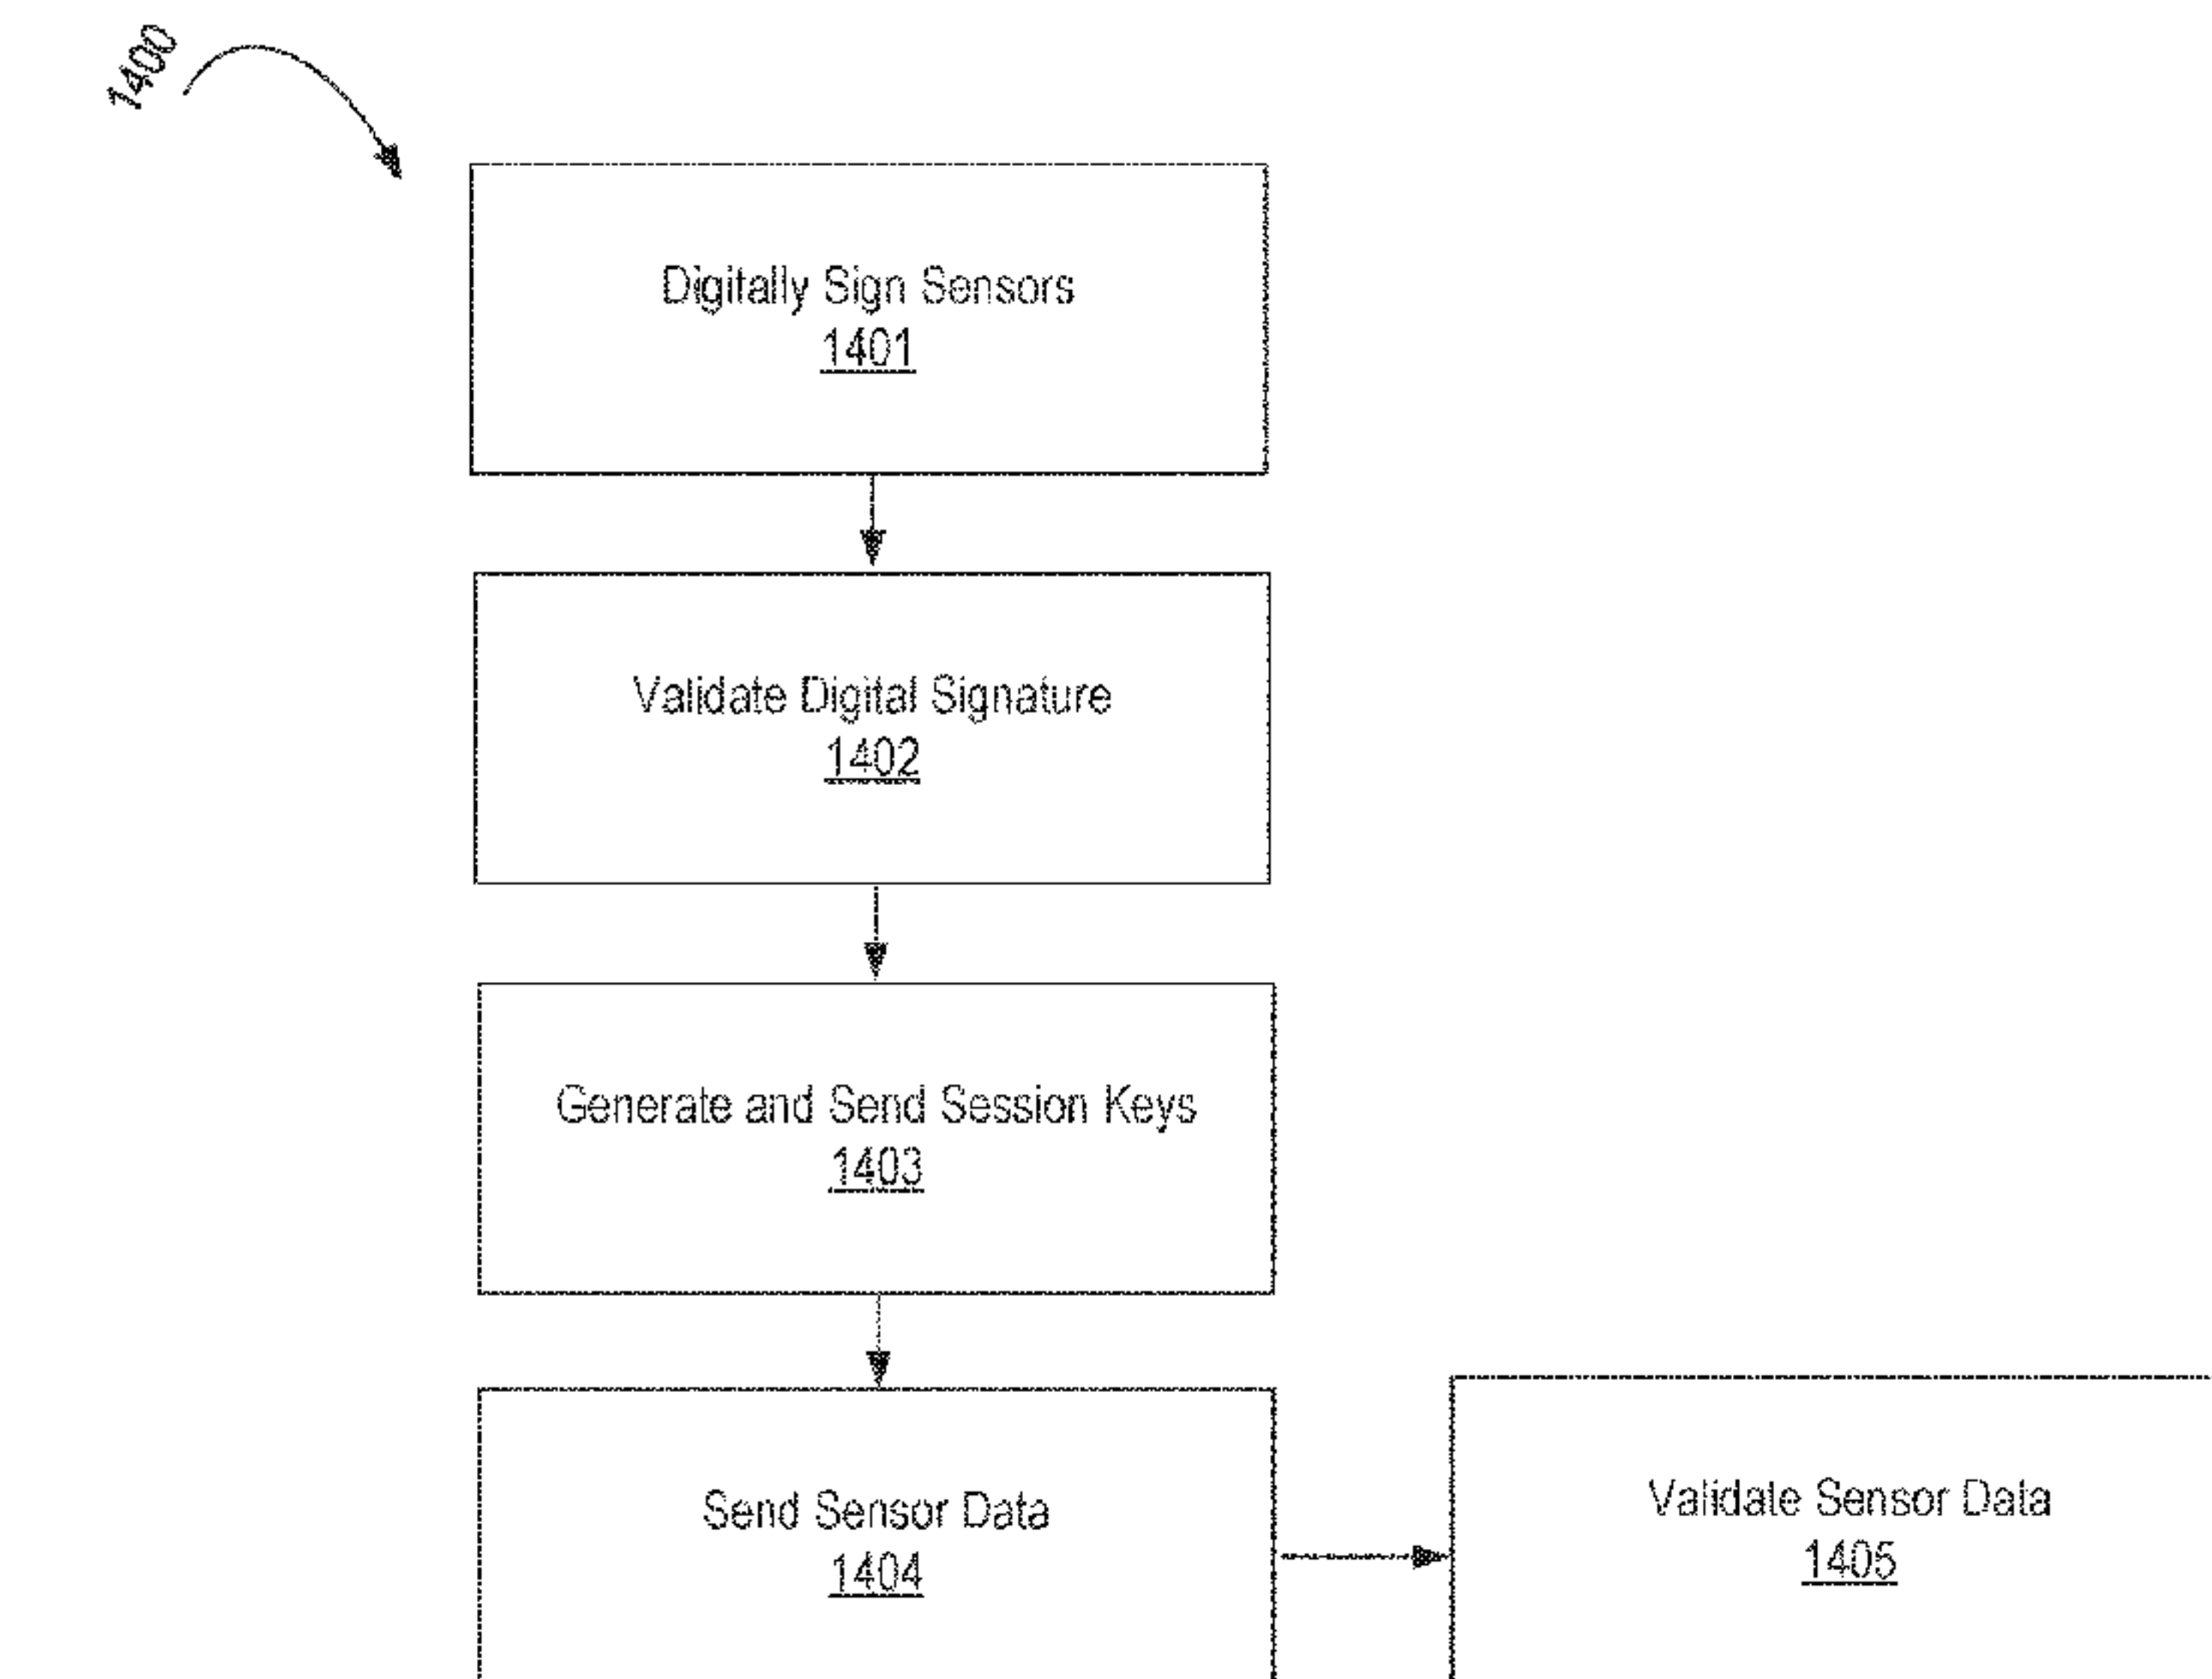 1400
Digitally Sign Sensors
1401
Validate Digital Signature
1402
Generate and Send Session Keys
1403
Send Sensor Data
1404
Validate Sensor Data
1405